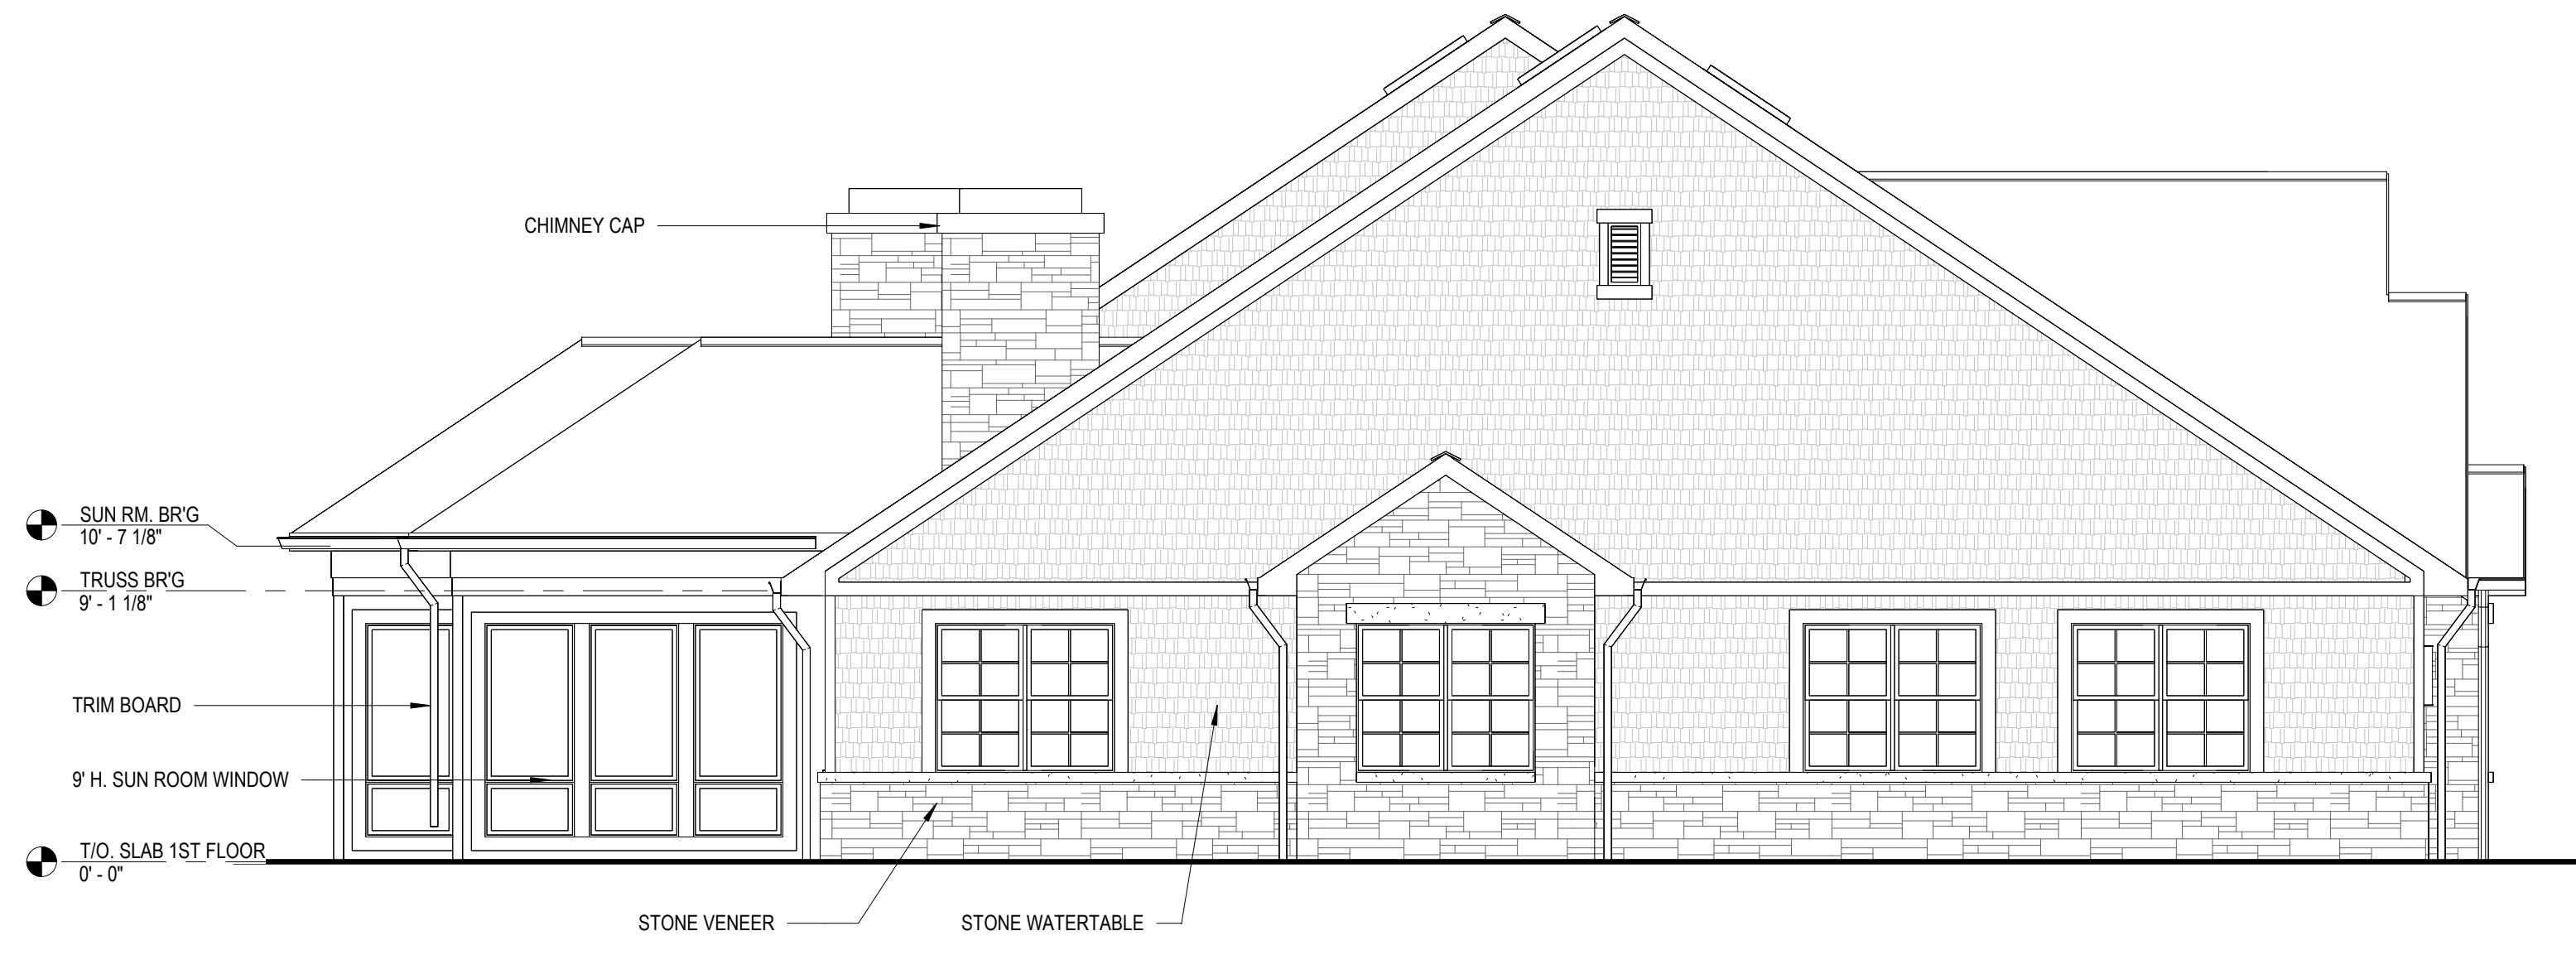 CHIMNEY CAP
SUN RM. BR'G
10' - 7 1/8"
TRUSS BR'G
9' - 1 1/8"
TRIM BOARD
9' H. SUN ROOM WINDOW
T/O. SLAB 1ST FLOOR
0' - 0"
STONE VENEER
STONE WATERTABLE